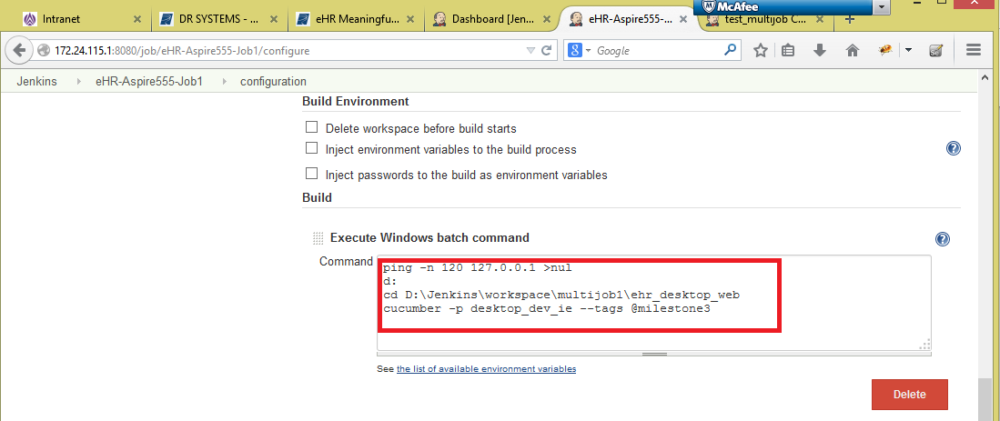 McAfee
Intranet
DR SYSTEMS - ...
eHR Meaningfu...
Dashboard [Jen...
eHR-Aspire555-...
test_multijob C...
172.24.115.1:8080/job/eHR-Aspire555-Job1/configure
Google
Jenkins
eHR-Aspire555-Job1
configuration
Build Environment
Delete workspace before build starts
Inject environment variables to the build process
Inject passwords to the build as environment variables
Build
Execute Windows batch command
Command
ping -n 120 127.0.0.1 >nul
d:
cd D:\Jenkins\workspace\multijob1\ehr_desktop_web
cucumber -p desktop_dev_ie --tags @milestone3
See the list of available environment variables
Delete